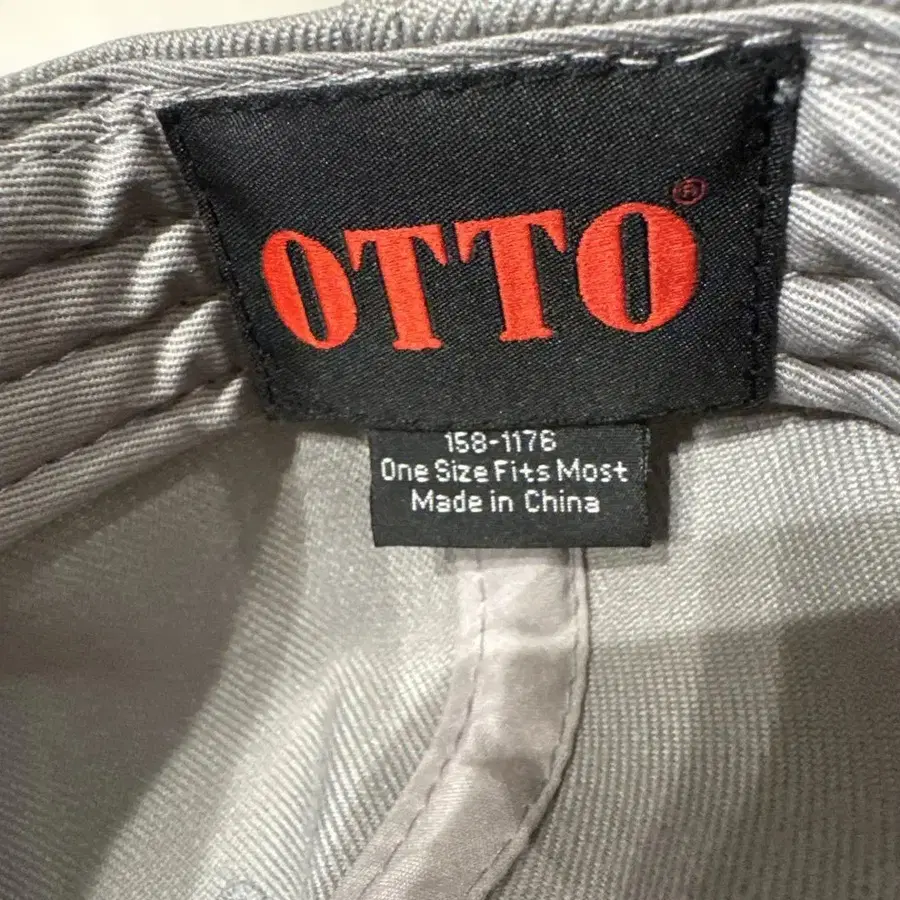 OTTO®
158-1176
One Size Fits Most
Made in China